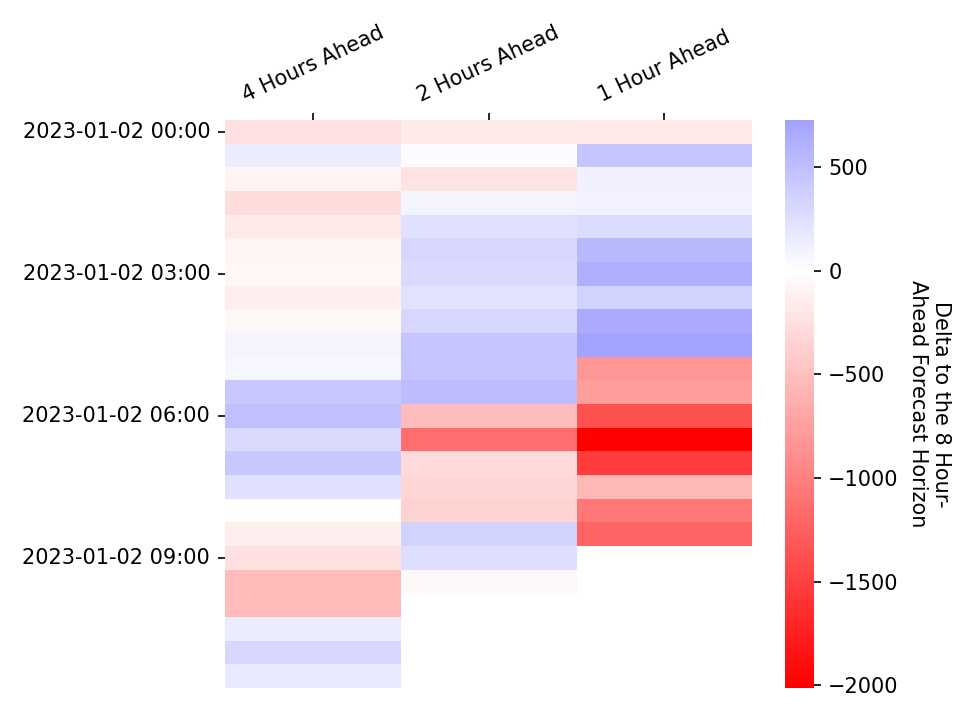 4 Hours Ahead
2 Hours Ahead
1 Hour Ahead
2023-01-02 00:00
2023-01-02 03:00
2023-01-02 06:00
2023-01-02 09:00
500
0
−500
−1000
−1500
−2000
Delta to the 8 Hour-
Ahead Forecast Horizon